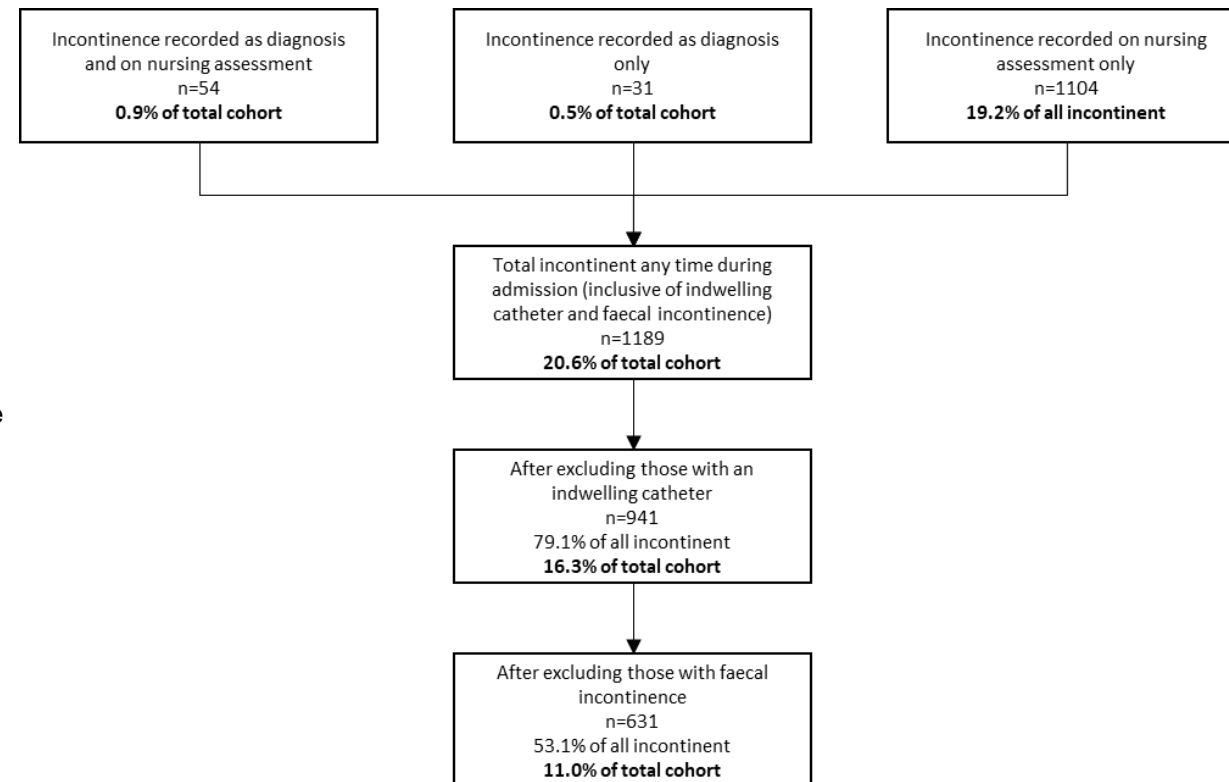 Incontinence recorded as diagnosis
and on nursing assessment
n=54
0.9% of total cohort
Incontinence recorded as diagnosis
only
n=31
0.5% of total cohort
Incontinence recorded on nursing
assessment only
n=1104
19.2% of all incontinent
Total incontinent any time during
admission (inclusive of indwelling
catheter and faecal incontinence)
n=1189
20.6% of total cohort
e
After excluding those with an
indwelling catheter
n=941
79.1% of all incontinent
16.3% of total cohort
After excluding those with faecal
incontinence
n=631
53.1% of all incontinent
11.0% of total cohort